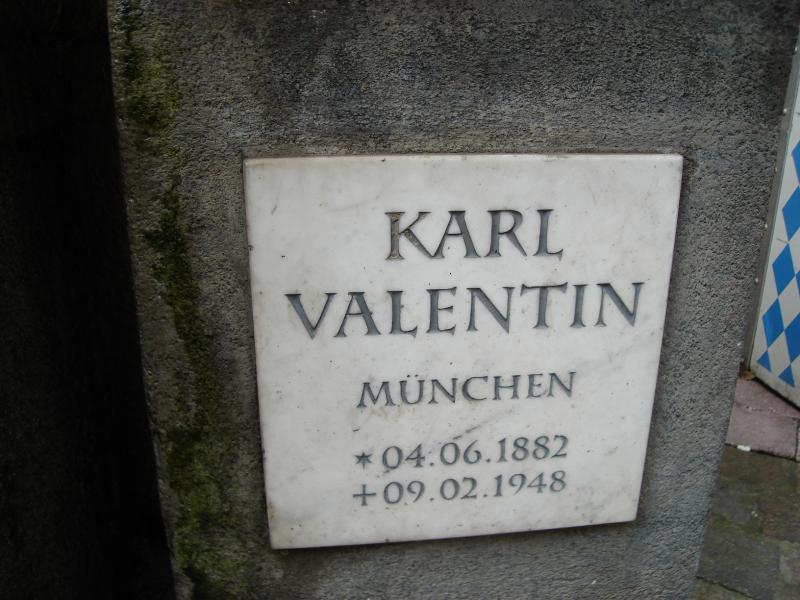 KARL
VALENTIN
MÜNCHEN
*04.06.1882
+09.02.1948